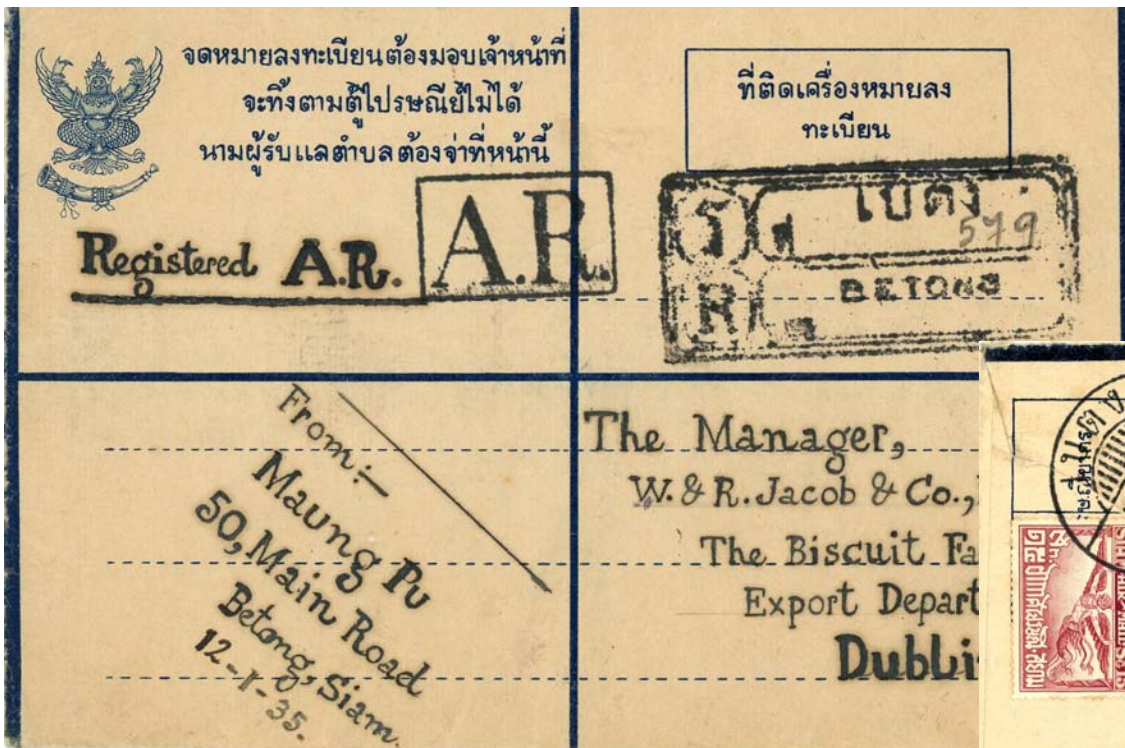 จดหมายลงทะเบียนต้องมอบเจ้าหน้าที่
จะทิ้งตามตู้ไปรษณีย์ไม่ได้
นามผู้รับแลตำบลต้องจ่าที่หน้านี้
ที่ติดเครื่องหมายลง
ทะเบียน
Registered A.R.
A.R.
ร
เบตง
579
R
BETONG
From:-
Maung Pu
50, Main Road
Betong, Siam.
12-1-35.
The Manager,
W. & R. Jacob & Co.,
The Biscuit Fa
Export Depart
Dubli